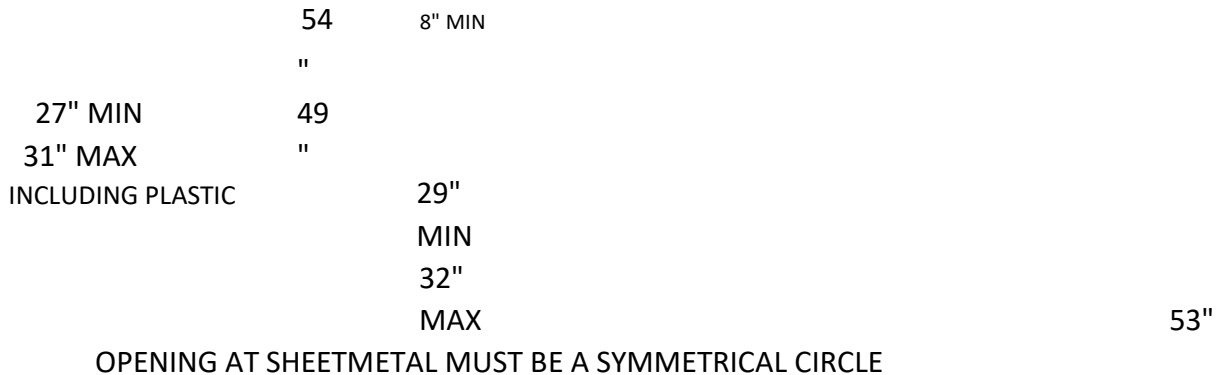 54 8" MIN
"
27" MIN 49
31" MAX "
INCLUDING PLASTIC 29"
MIN
32"
MAX 53"
OPENING AT SHEETMETAL MUST BE A SYMMETRICAL CIRCLE